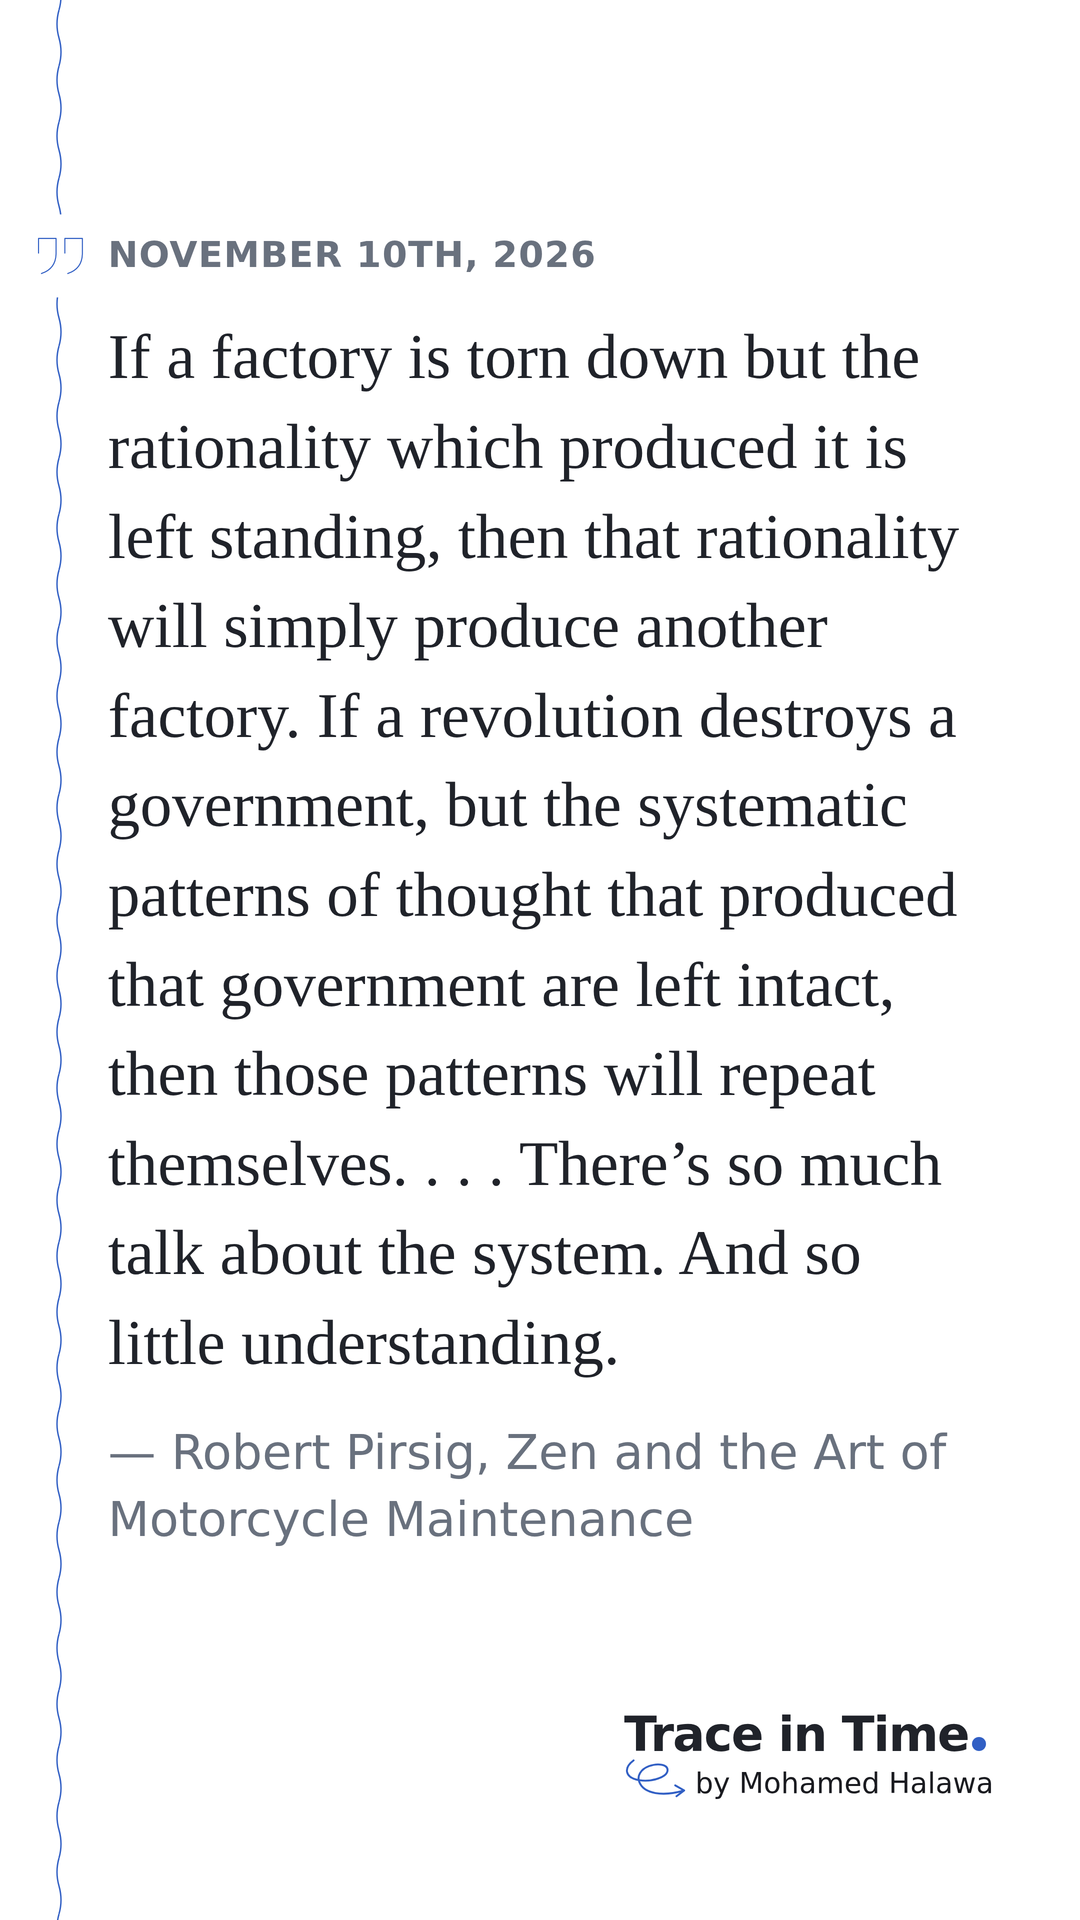 NOVEMBER 10TH, 2026
If a factory is torn down but the
rationality which produced it is
left standing, then that rationality
will simply produce another
factory. If a revolution destroys a
government, but the systematic
patterns of thought that produced
that government are left intact,
then those patterns will repeat
themselves. . . . There’s so much
talk about the system. And so
little understanding.
— Robert Pirsig, Zen and the Art of
Motorcycle Maintenance
Trace in Time.
by Mohamed Halawa